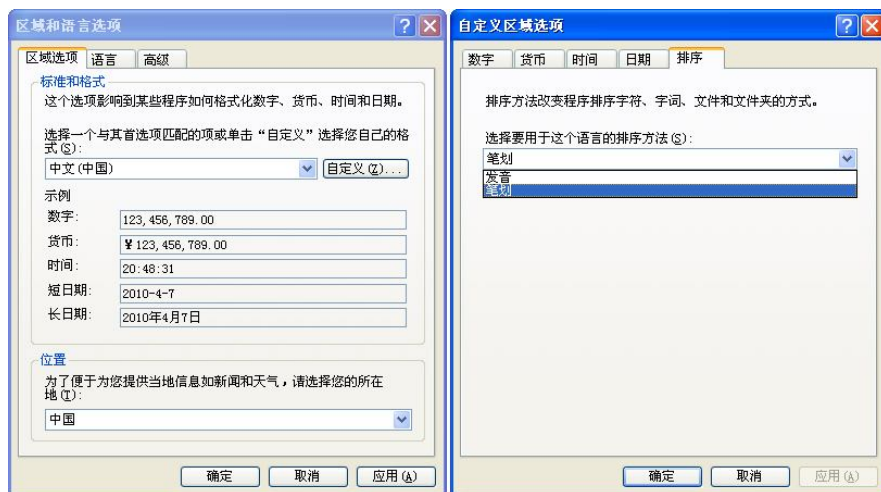 区域和语言选项
区域选项 语言 高级
标准和格式
这个选项影响到某些程序如何格式化数字、货币、时间和日期。
选择一个与其首选项匹配的项或单击“自定义”选择您自己的格
式(S):
中文(中国)
自定义(Z)...
示例
数字: 123,456,789.00
货币: ¥123,456,789.00
时间: 20:48:31
短日期: 2010-4-7
长日期: 2010年4月7日
位置
为了便于为您提供当地信息如新闻和天气，请选择您的所在
地(T):
中国
确定 取消 应用(A)
自定义区域选项
数字 货币 时间 日期 排序
排序方法改变程序排序字符、字词、文件和文件夹的方式。
选择要用于这个语言的排序方法(S):
笔划
发音
笔划
确定 取消 应用(A)